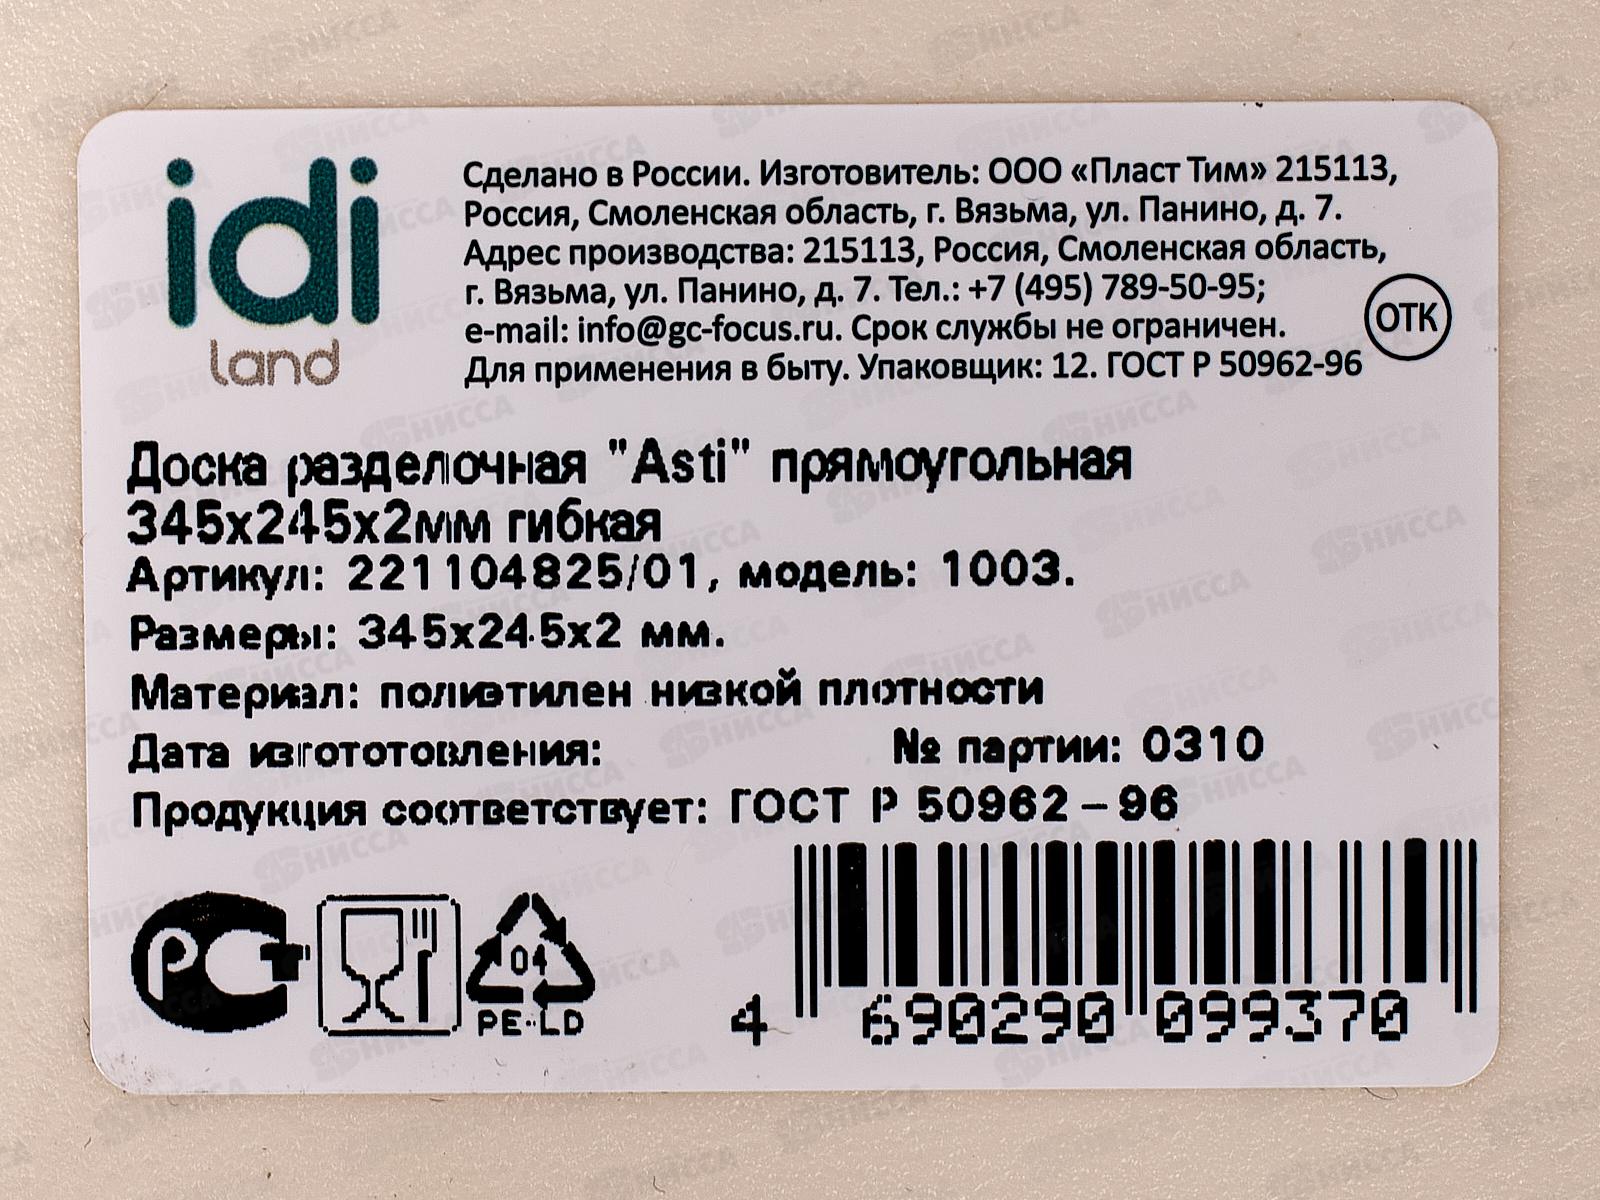 idi
land
Сделано в России. Изготовитель: ООО «Пласт Тим» 215113,
Россия, Смоленская область, г. Вязьма, ул. Панино, д. 7.
Адрес производства: 215113, Россия, Смоленская область,
г. Вязьма, ул. Панино, д. 7. Тел.: +7 (495) 789-50-95;
e-mail: info@gc-focus.ru. Срок службы не ограничен.
Для применения в быту. Упаковщик: 12. ГОСТ Р 50962-96
ОТК
Доска разделочная "Asti" прямоугольная
345х245х2мм гибкая
Артикул: 221104825/01, модель: 1003.
Размеры: 345х245х2 мм.
Материал: полиэтилен низкой плотности
Дата изгототовления: № партии: 0310
Продукция соответствует: ГОСТ Р 50962-96
РСТ
04
PE-LD
4 690290 099370
НИССА